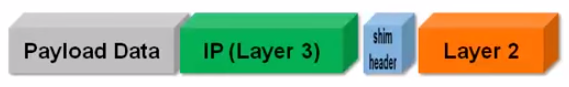 Payload Data
IP (Layer 3)
shim
header
Layer 2